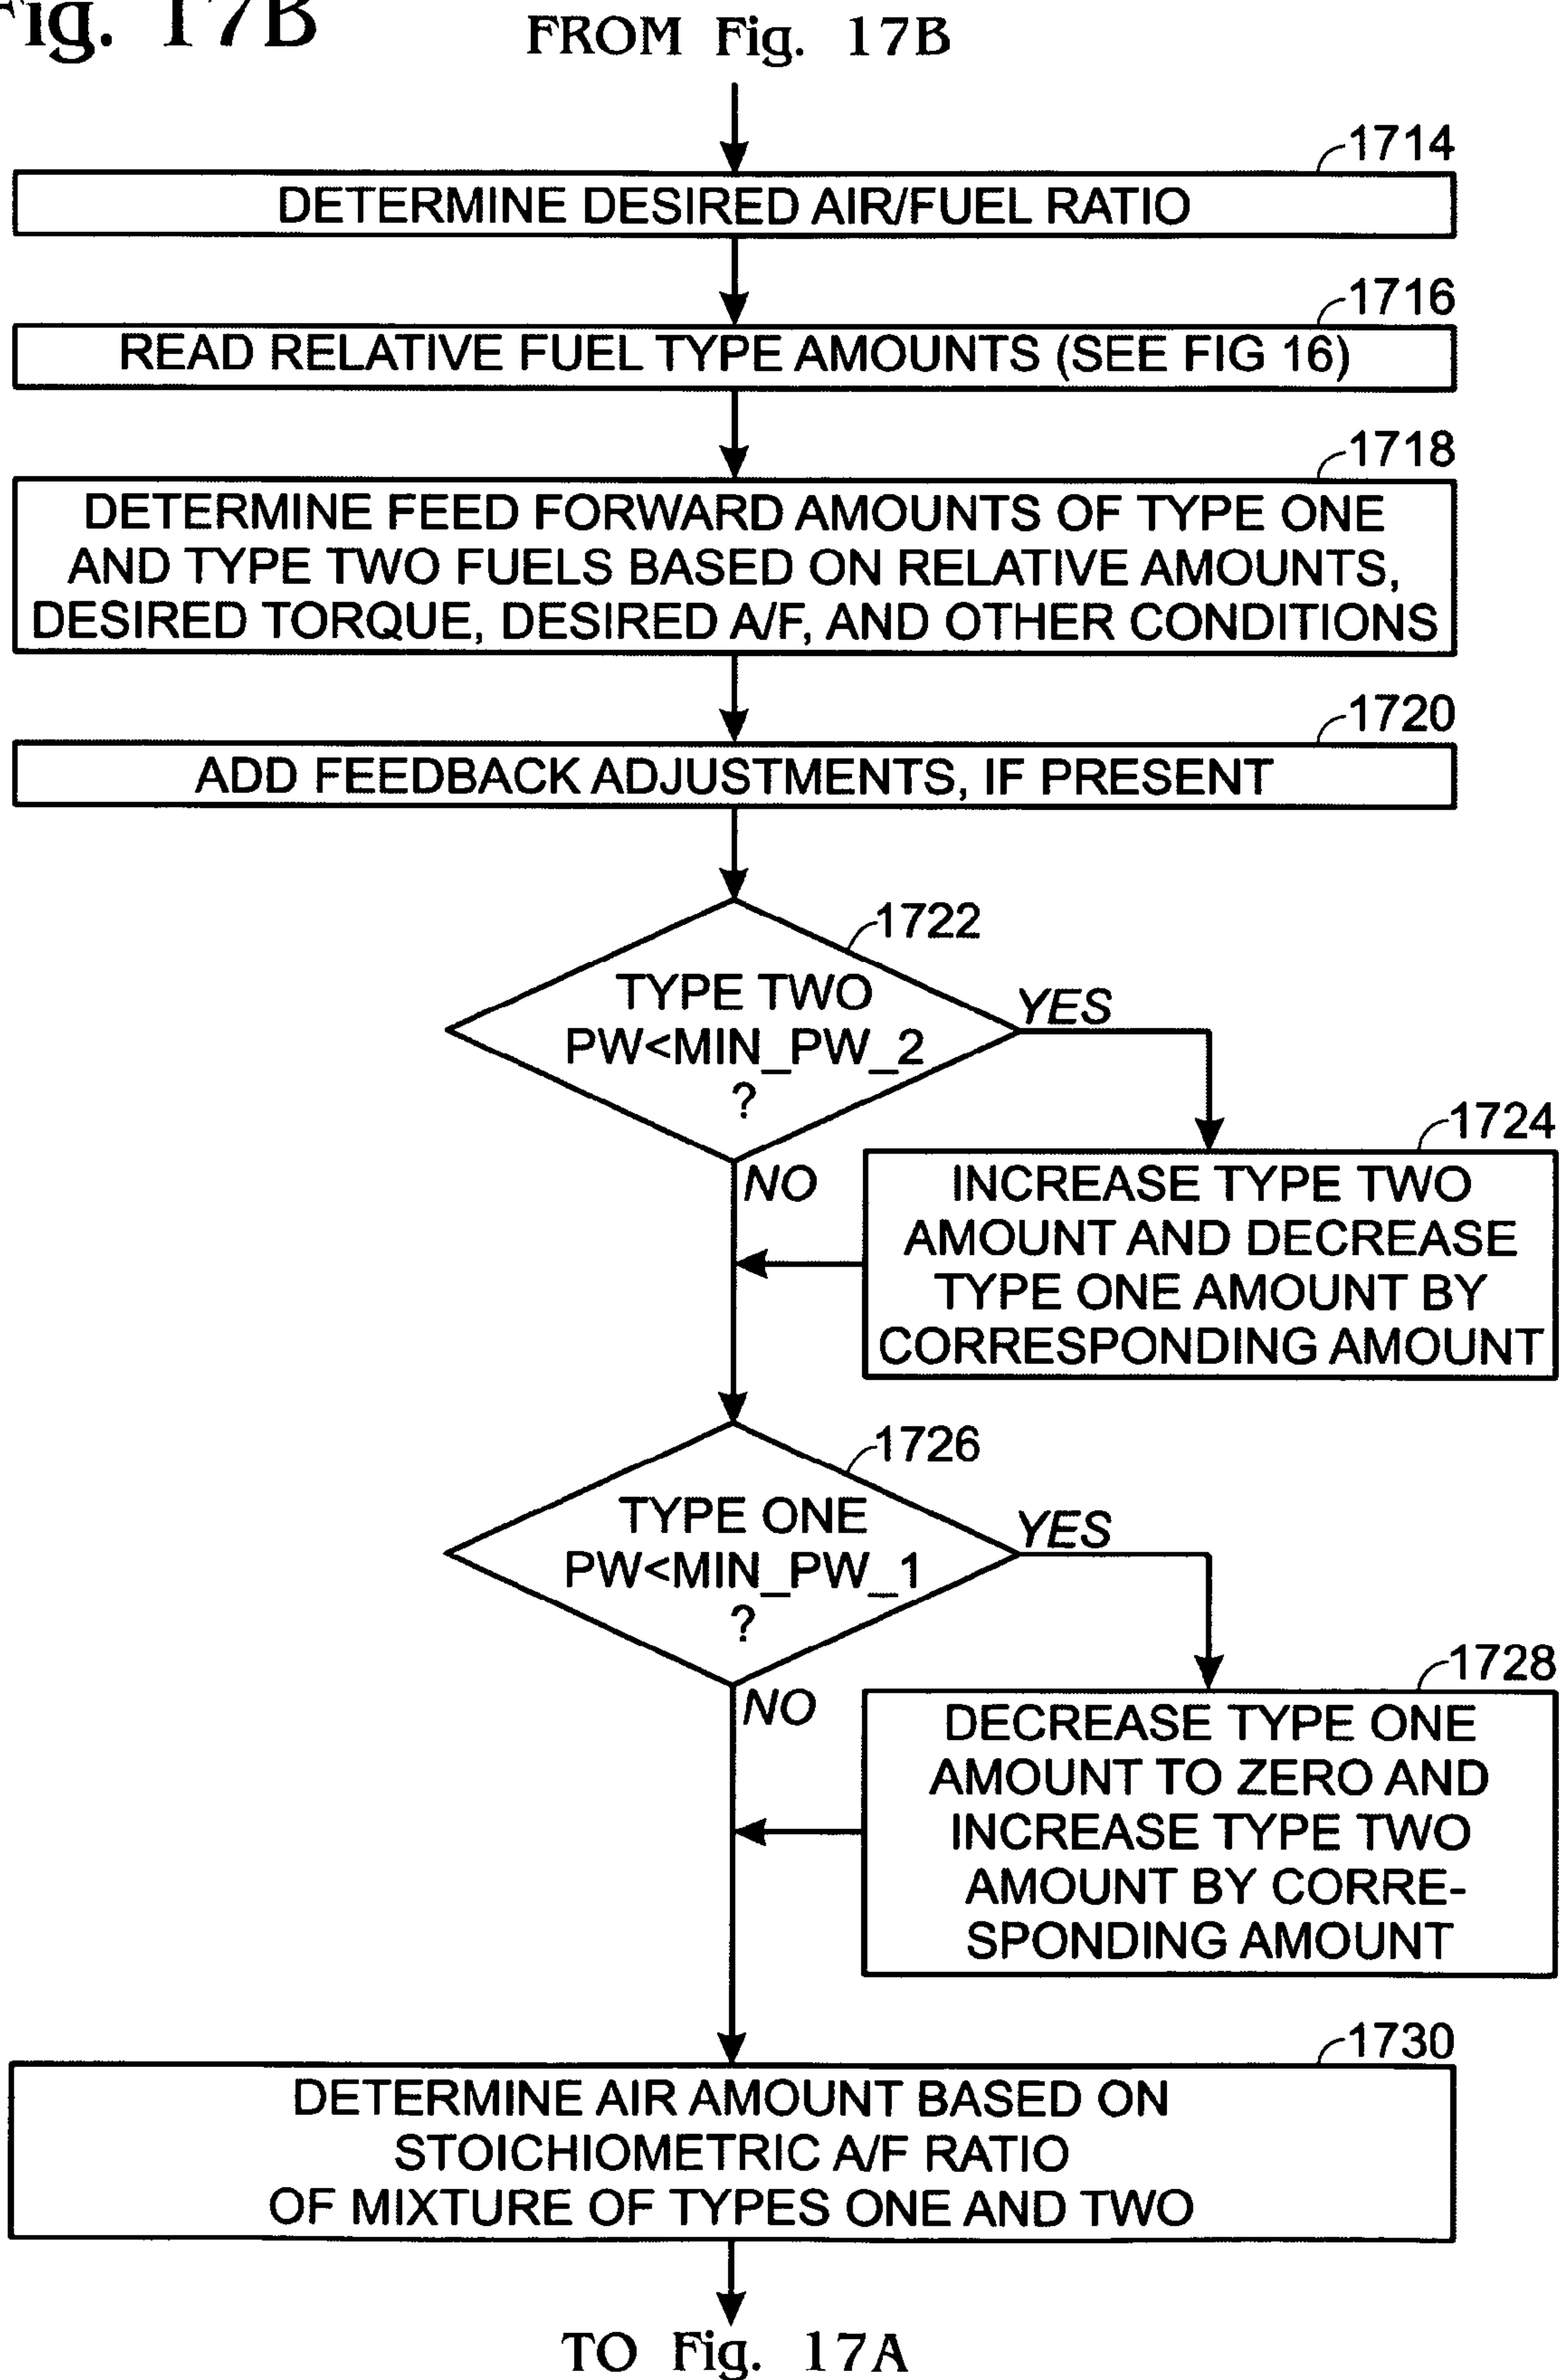 Fig. 17B
FROM Fig. 17B
1714
DETERMINE DESIRED AIR/FUEL RATIO
1716
READ RELATIVE FUEL TYPE AMOUNTS (SEE FIG 16)
1718
DETERMINE FEED FORWARD AMOUNTS OF TYPE ONE
AND TYPE TWO FUELS BASED ON RELATIVE AMOUNTS,
DESIRED TORQUE, DESIRED A/F, AND OTHER CONDITIONS
1720
ADD FEEDBACK ADJUSTMENTS, IF PRESENT
1722
TYPE TWO
PW<MIN_PW_2
?
YES
NO
1724
INCREASE TYPE TWO
AMOUNT AND DECREASE
TYPE ONE AMOUNT BY
CORRESPONDING AMOUNT
1726
TYPE ONE
PW<MIN_PW_1
?
YES
NO
1728
DECREASE TYPE ONE
AMOUNT TO ZERO AND
INCREASE TYPE TWO
AMOUNT BY CORRE-
SPONDING AMOUNT
1730
DETERMINE AIR AMOUNT BASED ON
STOICHIOMETRIC A/F RATIO
OF MIXTURE OF TYPES ONE AND TWO
TO Fig. 17A